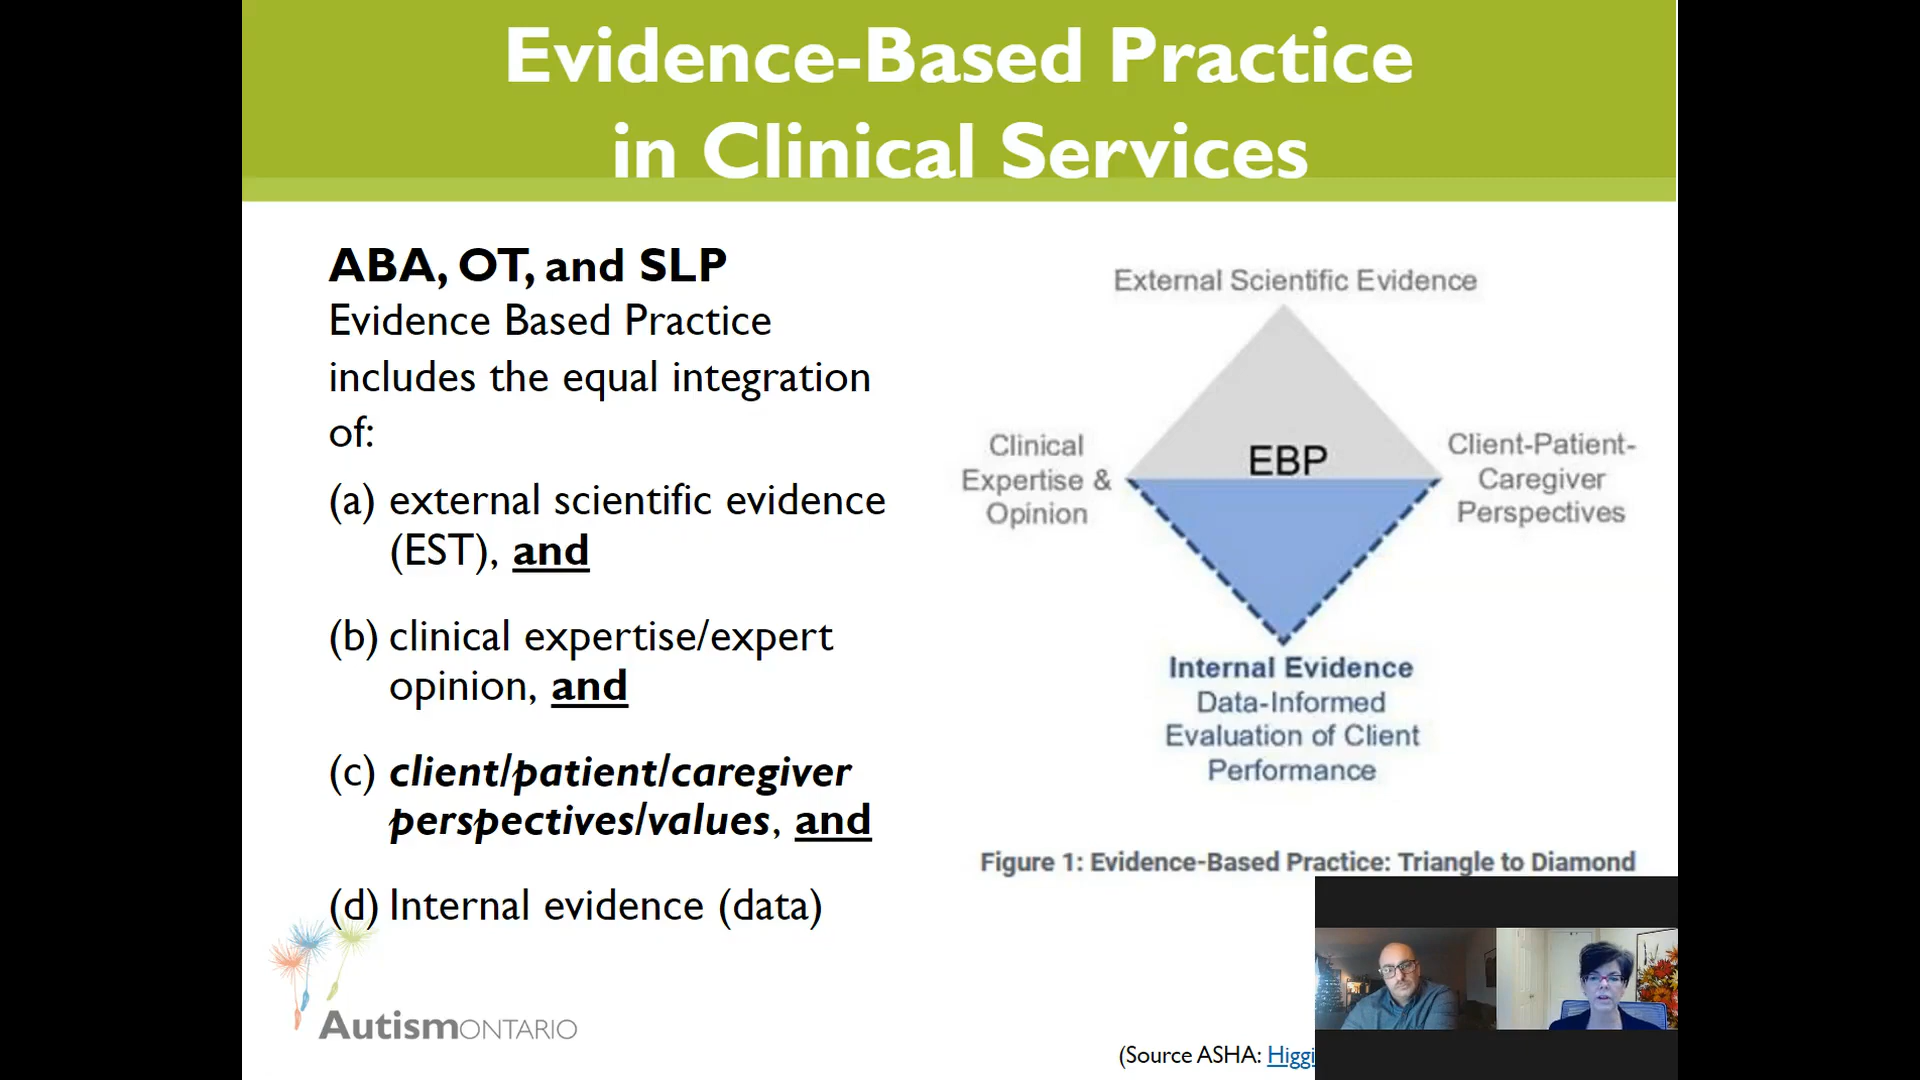 Evidence-Based Practice
in Clinical Services
ABA, OT, and SLP
Evidence Based Practice
includes the equal integration
of:
(a) external scientific evidence
(EST), and
(b) clinical expertise/expert
opinion, and
(c) client/patient/caregiver
perspectives/values, and
(d) Internal evidence (data)
External Scientific Evidence
Clinical
Expertise &
Opinion
EBP
Client-Patient-
Caregiver
Perspectives
Internal Evidence
Data-Informed
Evaluation of Client
Performance
Figure 1: Evidence-Based Practice: Triangle to Diamond
AutismONTARIO
(Source ASHA: Higgi